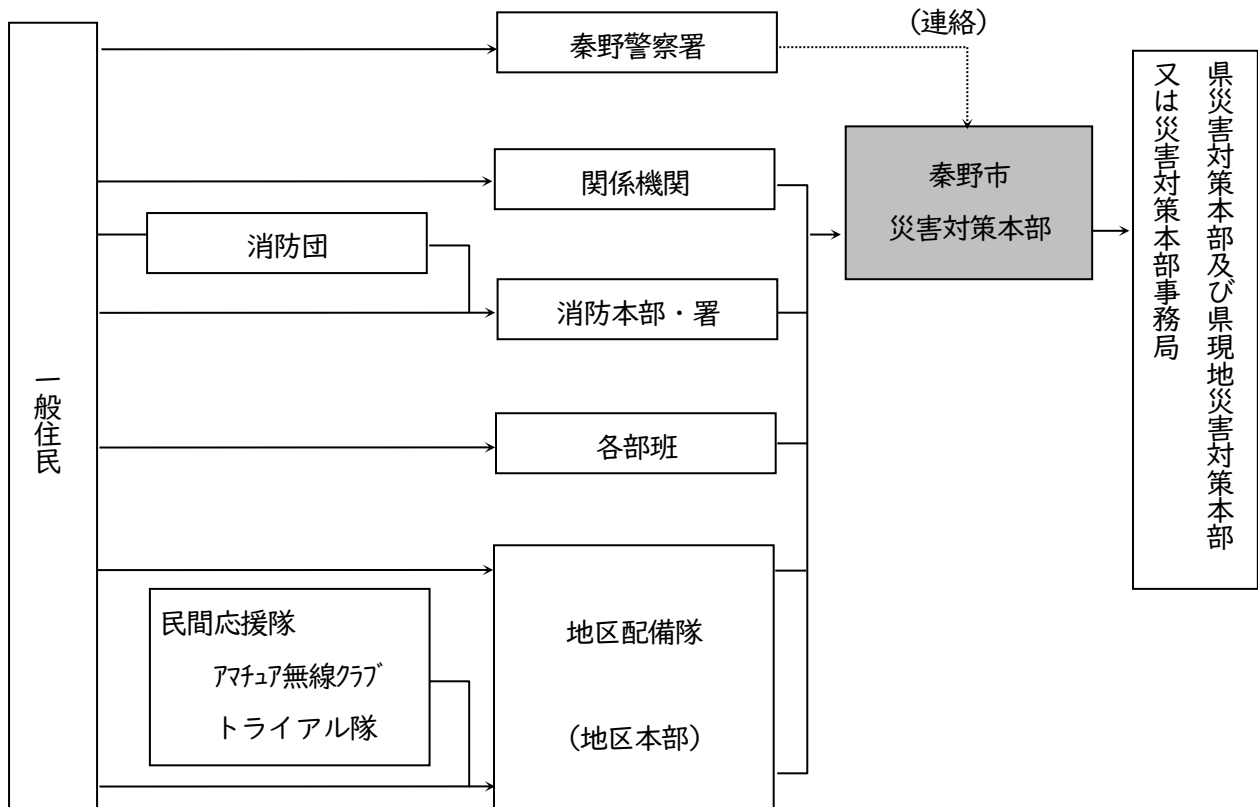 一般住民
秦野警察署
(連絡)
関係機関
消防団
消防本部・署
各部班
民間応援隊
アマチュア無線クラブ
トライアル隊
地区配備隊
(地区本部)
秦野市
災害対策本部
県災害対策本部及び県現地災害対策本部
又は災害対策本部事務局